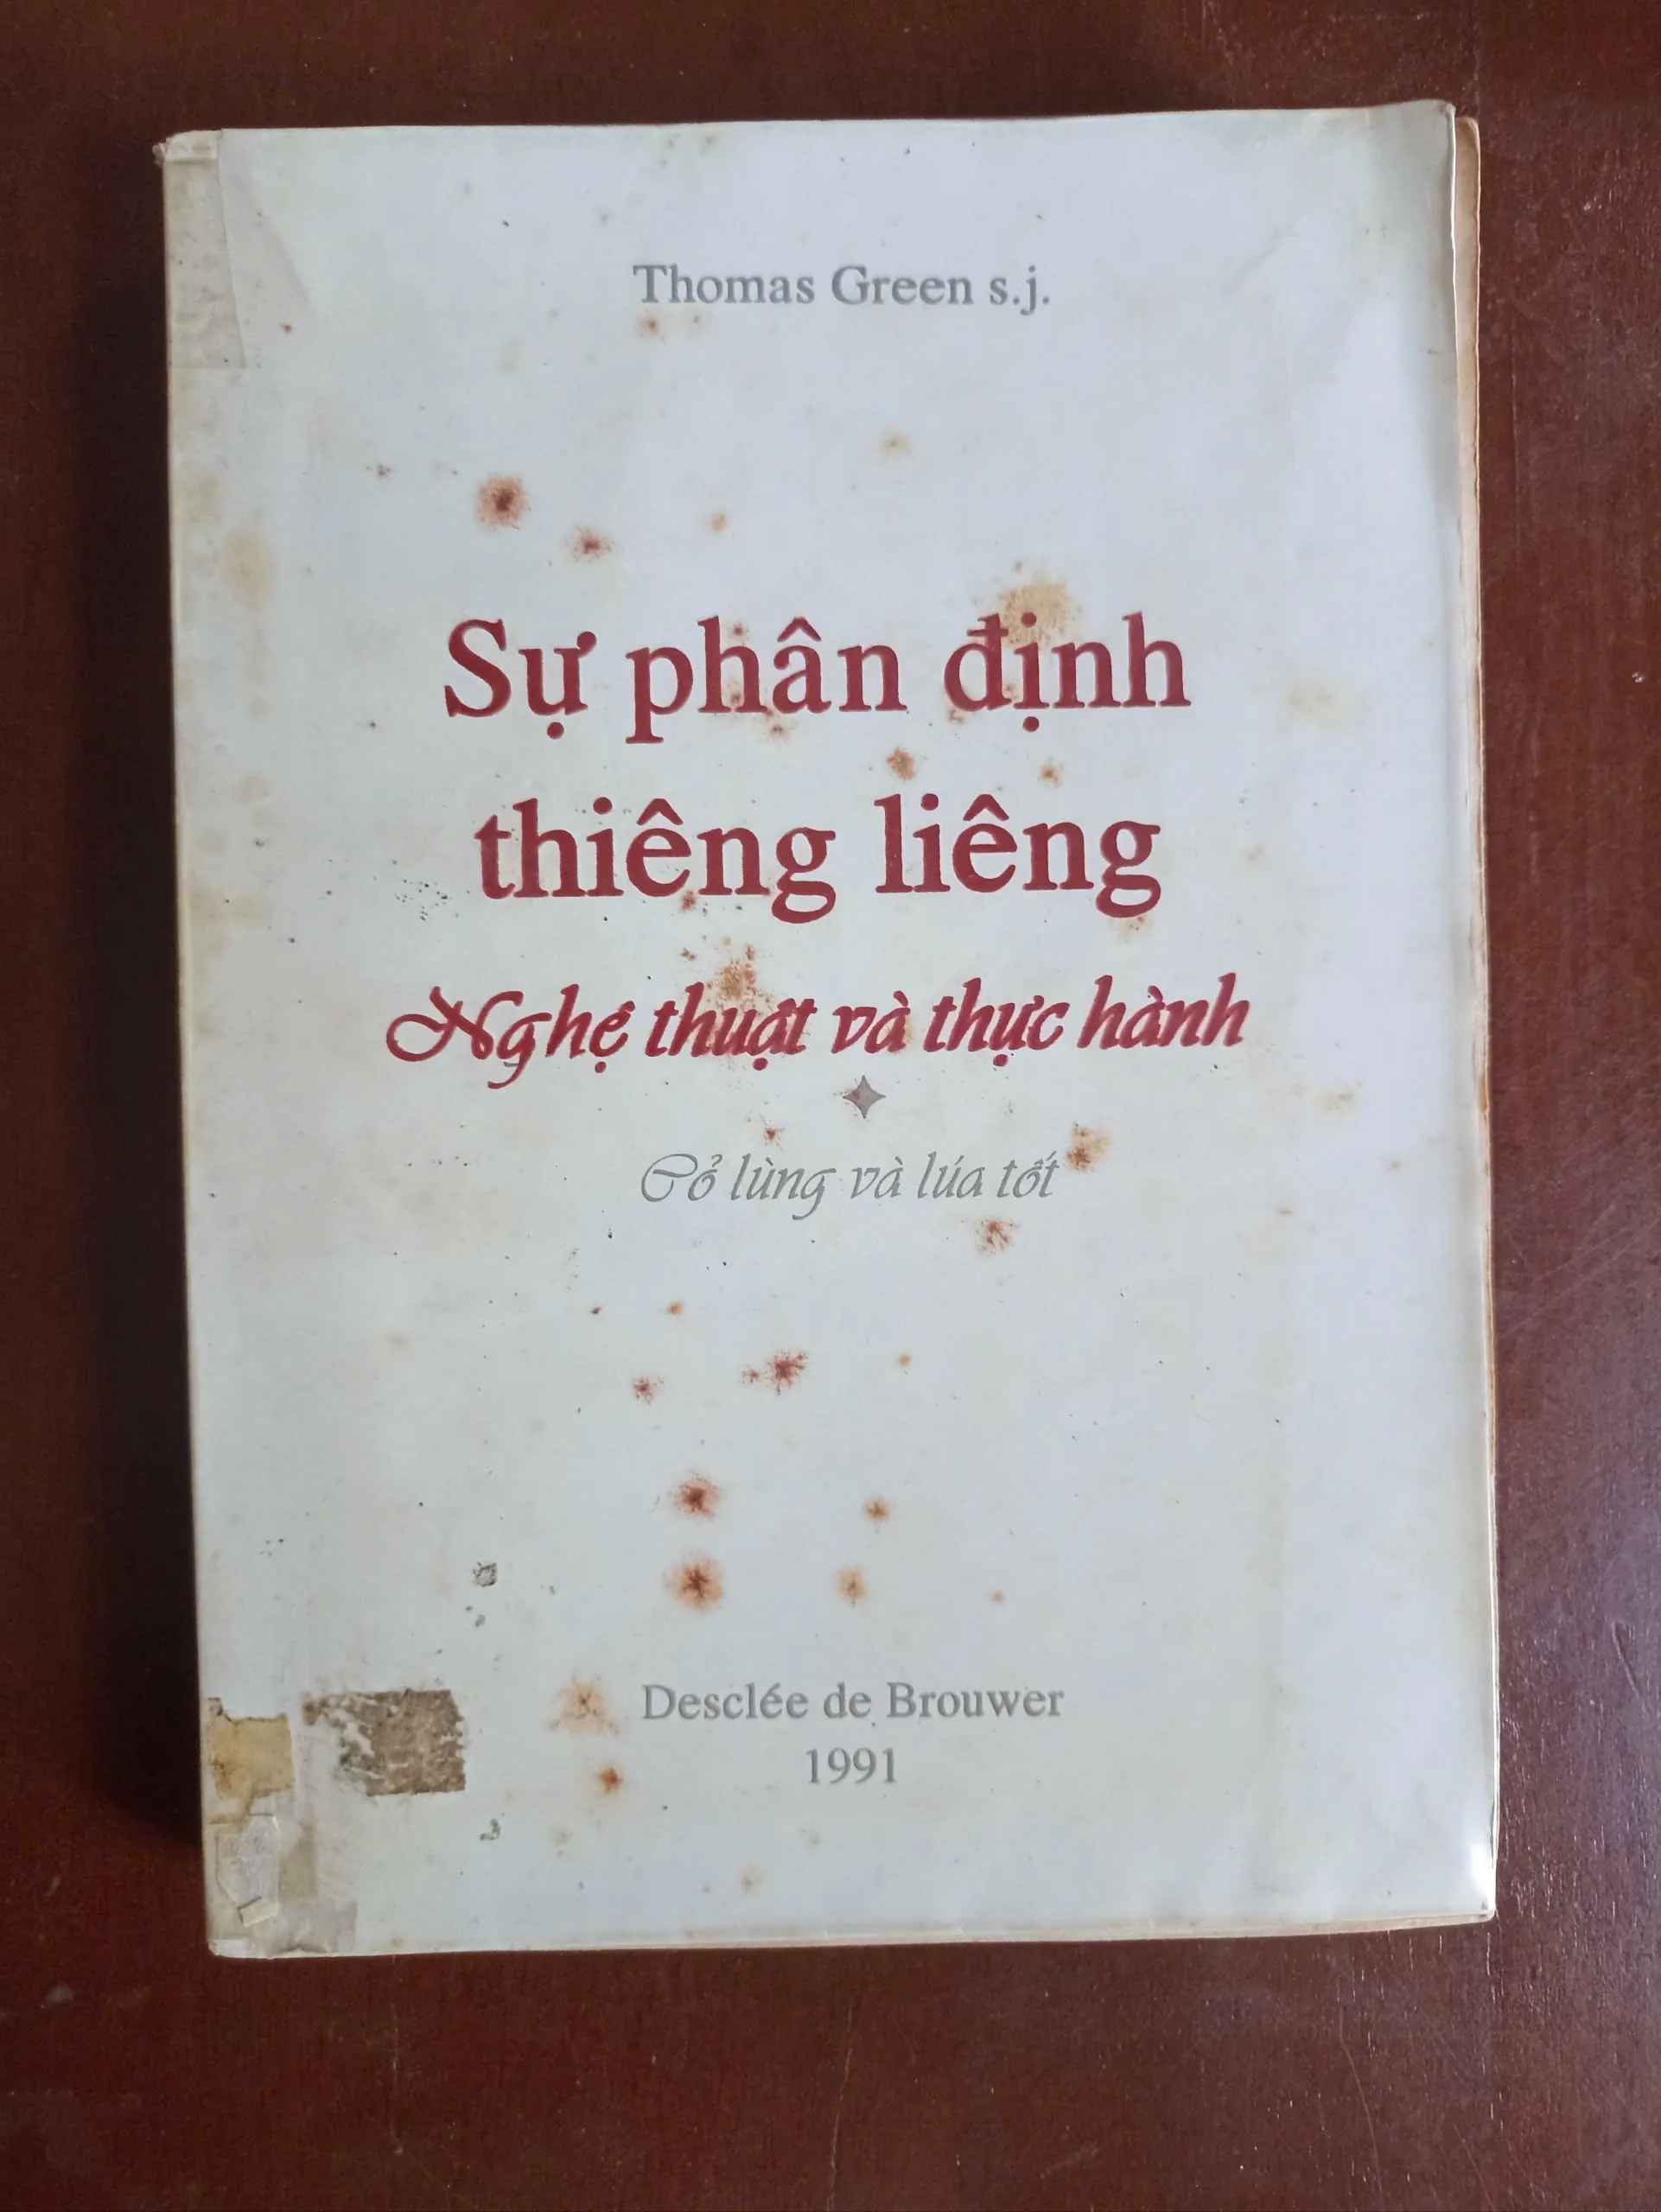 Thomas Green s.j.
Sự phân định
thiêng liêng
Nghệ thuật và thực hành
Cỏ lùng và lúa tốt
Desclée de Brouwer
1991